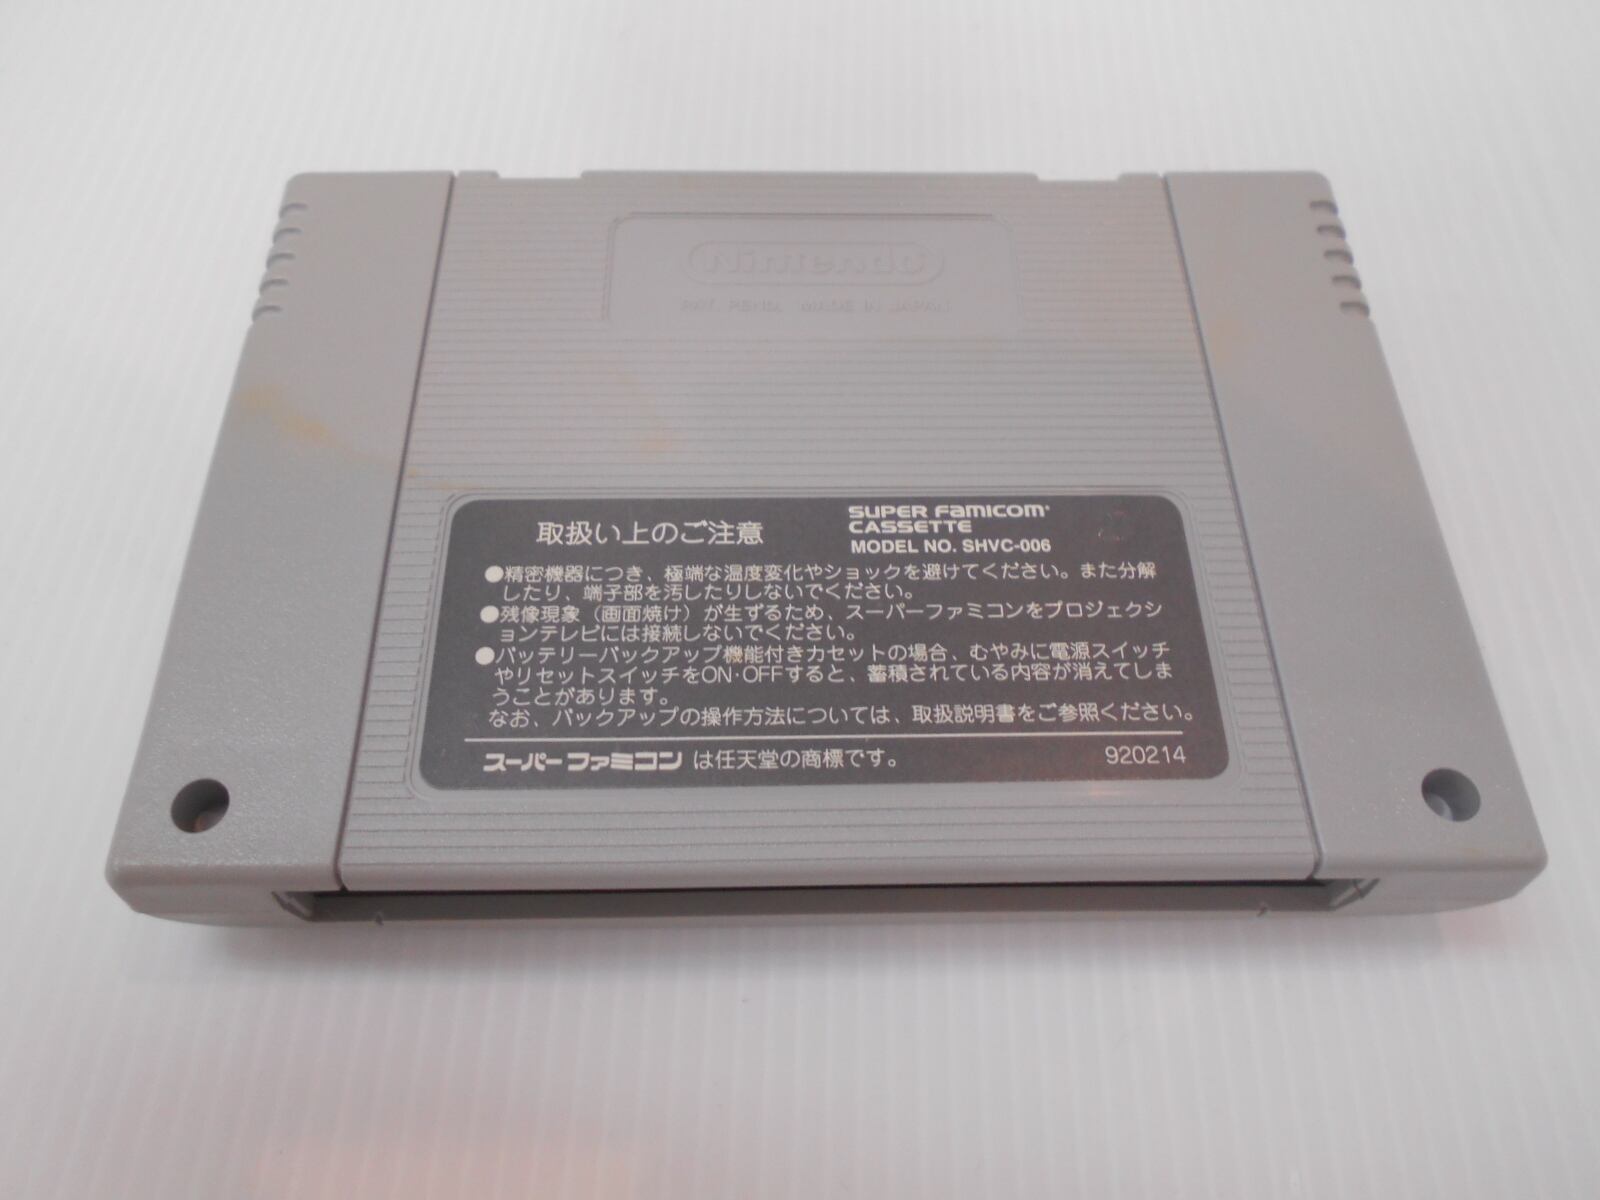 Nintendo
PAT. PEND. MADE IN JAPAN
取扱い上のご注意
SUPER FAMICOM
CASSETTE
MODEL NO. SHVC-006
●精密機器につき、極端な温度変化やショックを避けてください。また分解
したり、端子部を汚したりしないでください。
●残像現象（画面焼け）が生ずるため、スーパーファミコンをプロジェクシ
ョンテレビには接続しないでください。
●バッテリーバックアップ機能付きカセットの場合、むやみに電源スイッチ
やリセットスイッチをON・OFFすると、蓄積されている内容が消えてしま
うことがあります。
なお、バックアップの操作方法については、取扱説明書をご参照ください。
スーパーファミコン は任天堂の商標です。
920214